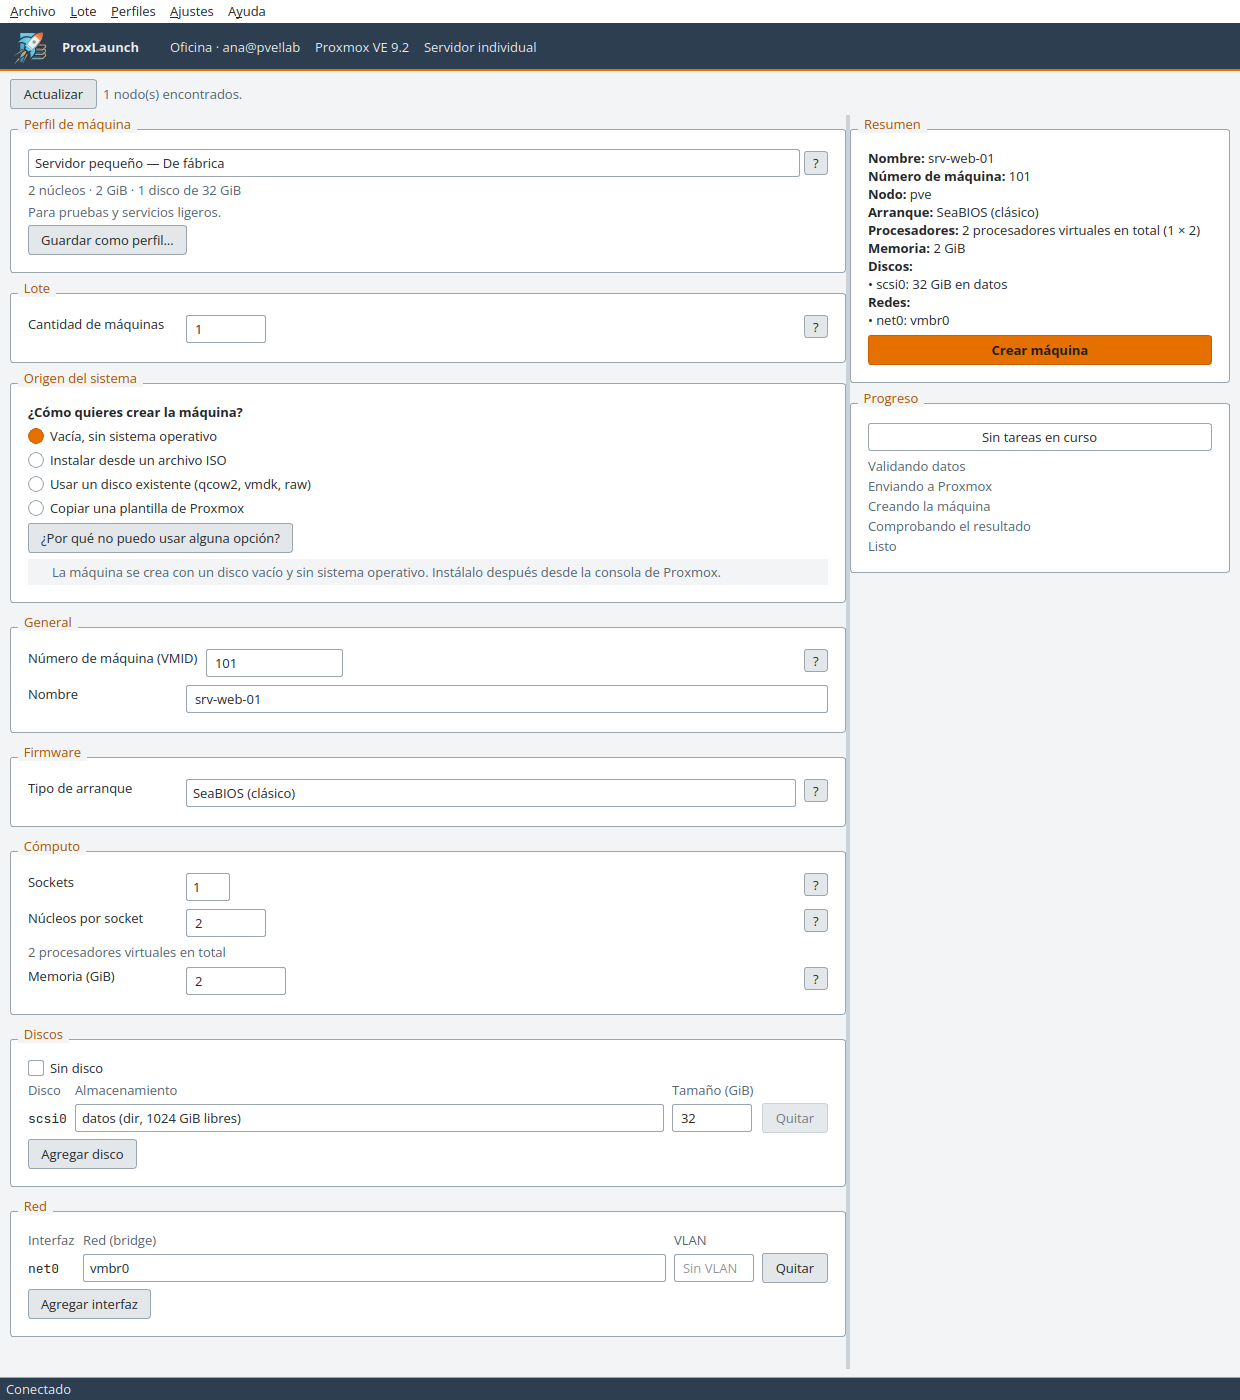 Archivo Lote Perfiles Ajustes Ayuda
ProxLaunch Oficina · ana@pve!lab Proxmox VE 9.2 Servidor individual
Actualizar 1 nodo(s) encontrados.
Perfil de máquina
Servidor pequeño — De fábrica ?
2 núcleos · 2 GiB · 1 disco de 32 GiB
Para pruebas y servicios ligeros.
Guardar como perfil...
Lote
Cantidad de máquinas 1 ?
Origen del sistema
¿Cómo quieres crear la máquina?
Vacía, sin sistema operativo
Instalar desde un archivo ISO
Usar un disco existente (qcow2, vmdk, raw)
Copiar una plantilla de Proxmox
¿Por qué no puedo usar alguna opción?
La máquina se crea con un disco vacío y sin sistema operativo. Instálalo después desde la consola de Proxmox.
General
Número de máquina (VMID) 101 ?
Nombre srv-web-01
Firmware
Tipo de arranque SeaBIOS (clásico) ?
Cómputo
Sockets 1 ?
Núcleos por socket 2 ?
2 procesadores virtuales en total
Memoria (GiB) 2 ?
Discos
Sin disco
Disco Almacenamiento Tamaño (GiB)
scsi0 datos (dir, 1024 GiB libres) 32 Quitar
Agregar disco
Red
Interfaz Red (bridge) VLAN
net0 vmbr0 Sin VLAN Quitar
Agregar interfaz
Resumen
Nombre: srv-web-01
Número de máquina: 101
Nodo: pve
Arranque: SeaBIOS (clásico)
Procesadores: 2 procesadores virtuales en total (1 × 2)
Memoria: 2 GiB
Discos:
• scsi0: 32 GiB en datos
Redes:
• net0: vmbr0
Crear máquina
Progreso
Sin tareas en curso
Validando datos
Enviando a Proxmox
Creando la máquina
Comprobando el resultado
Listo
Conectado